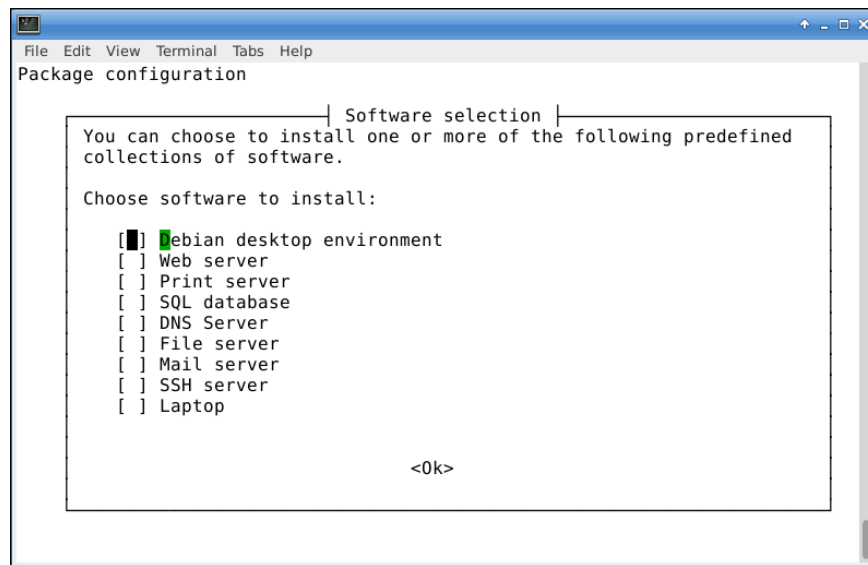 File Edit View Terminal Tabs Help
Package configuration
Software selection
You can choose to install one or more of the following predefined
collections of software.
Choose software to install:
[ ] Debian desktop environment
[ ] Web server
[ ] Print server
[ ] SQL database
[ ] DNS Server
[ ] File server
[ ] Mail server
[ ] SSH server
[ ] Laptop
<Ok>